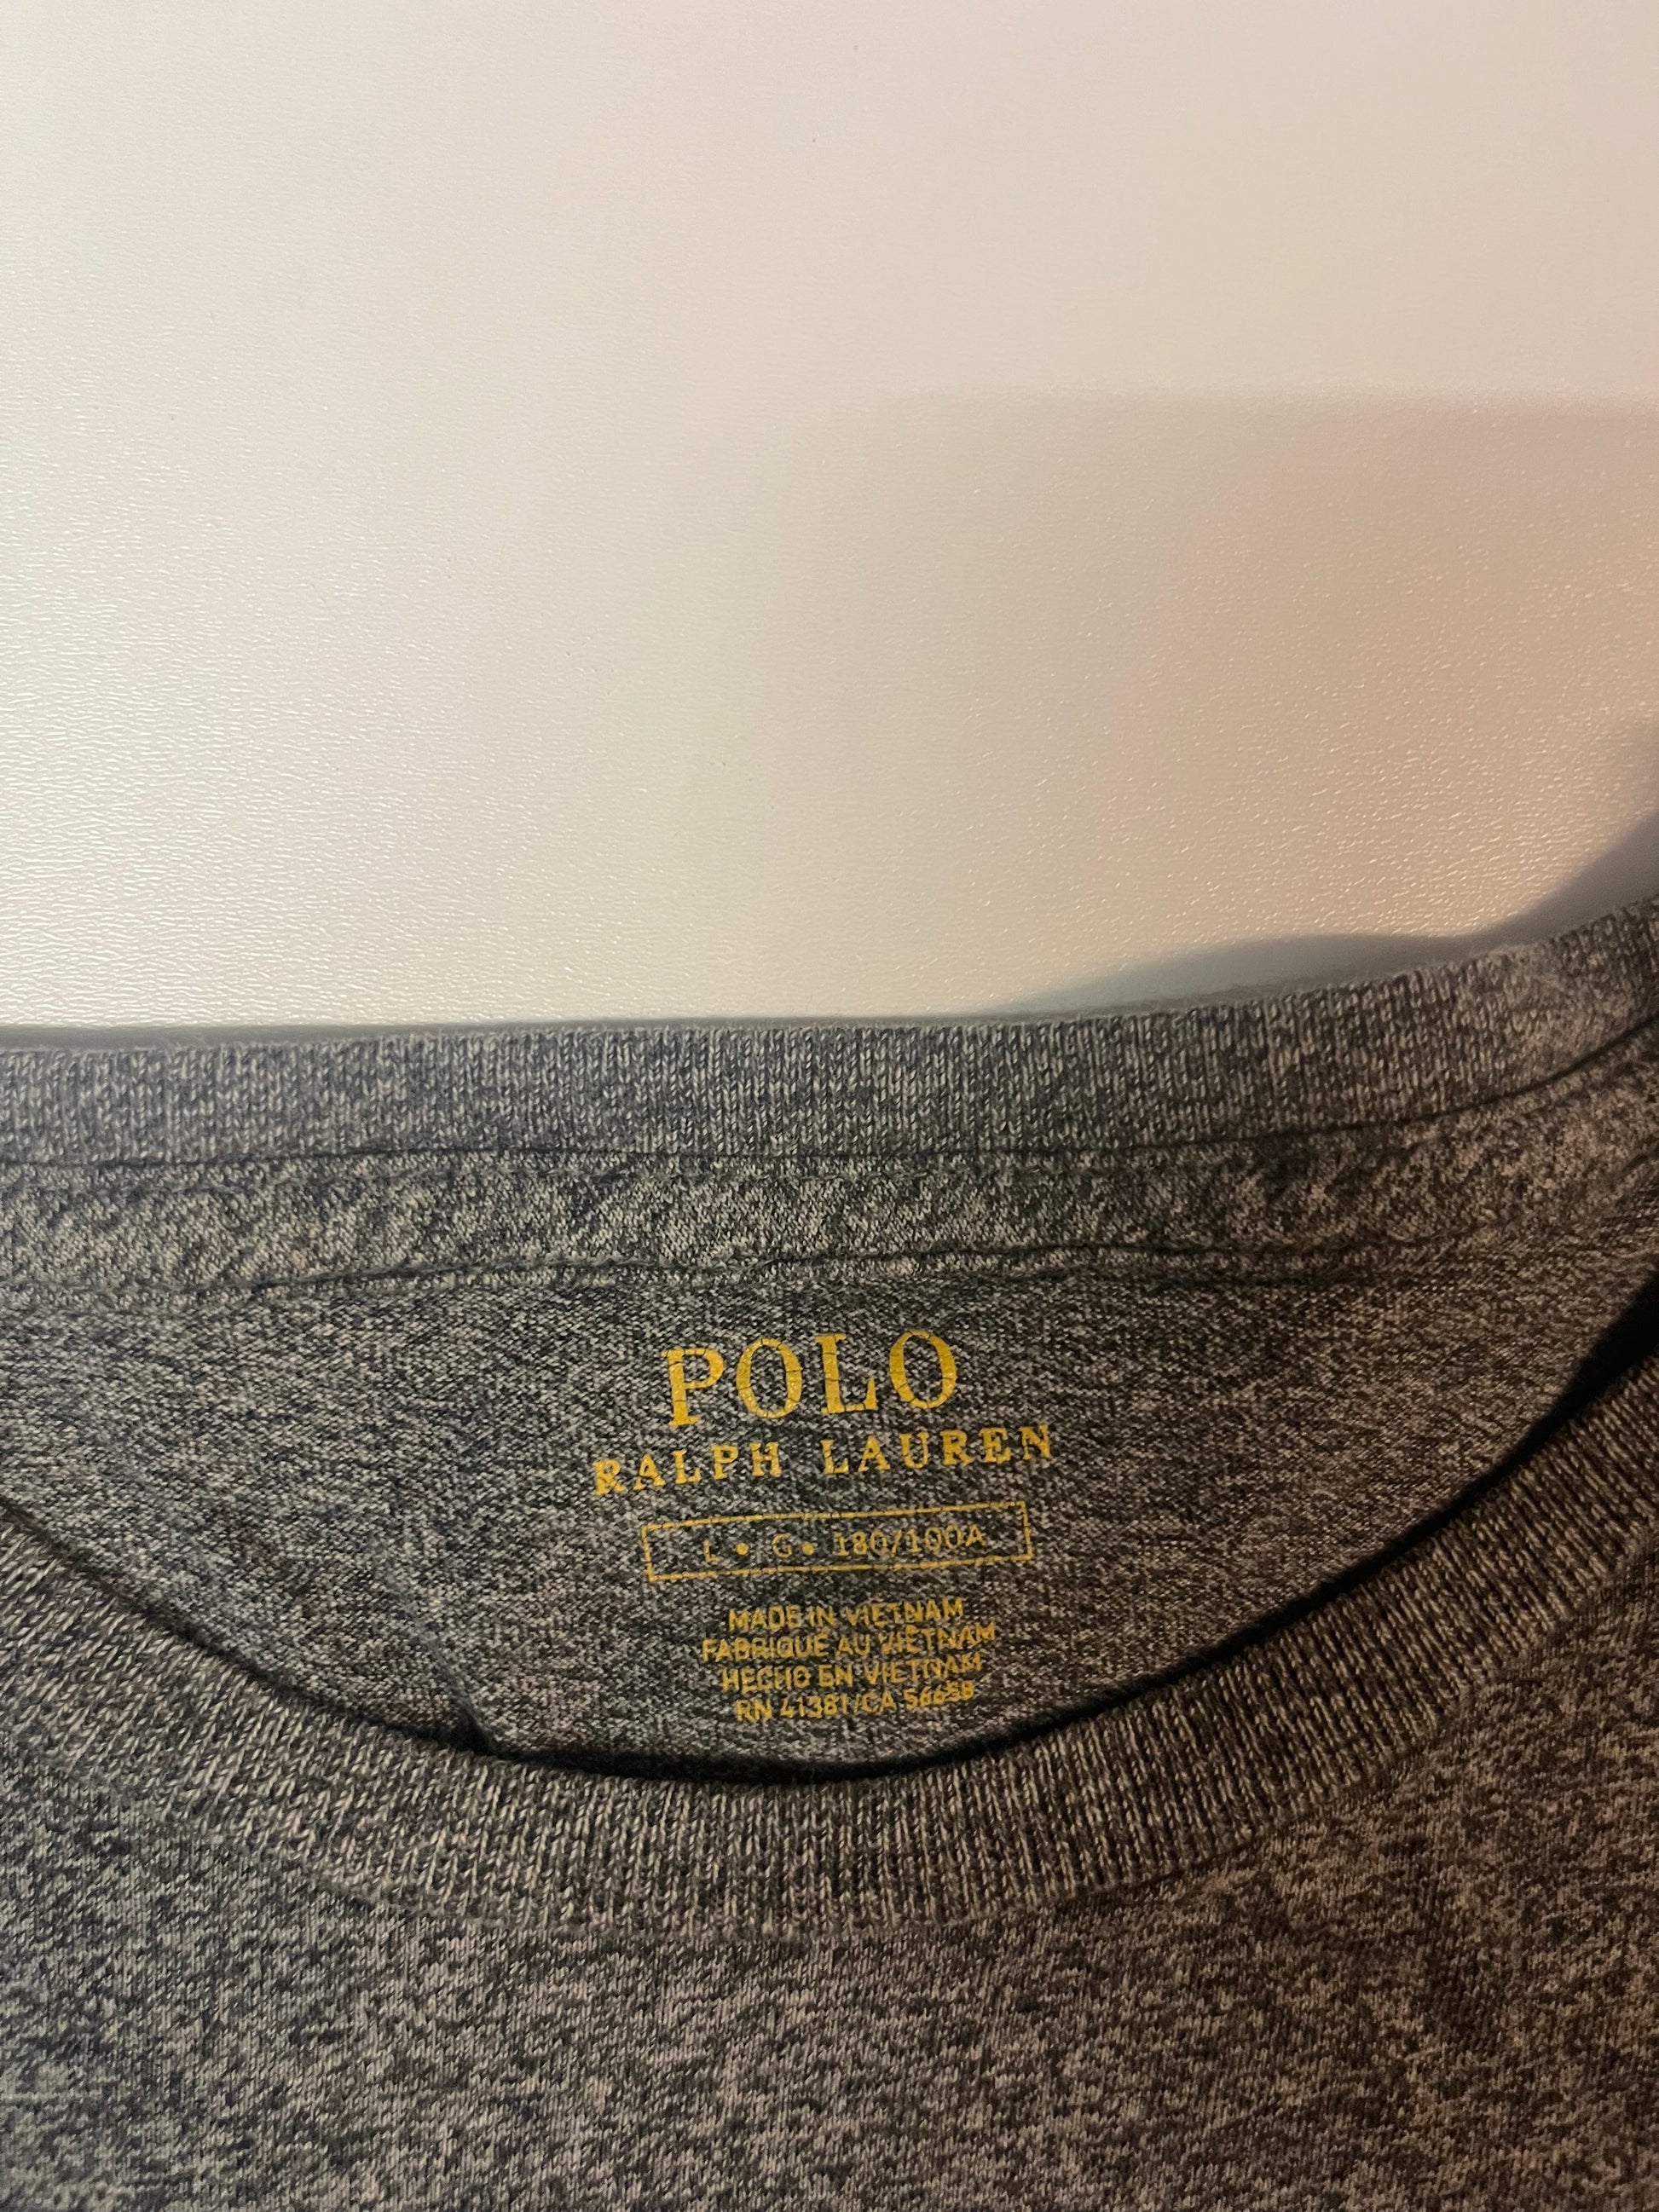 POLO
RALPH LAUREN
L • G • 180/100A
MADE IN VIETNAM
FABRIQUÉ AU VIETNAM
HECHO EN VIETNAM
RN 41381/CA 56658